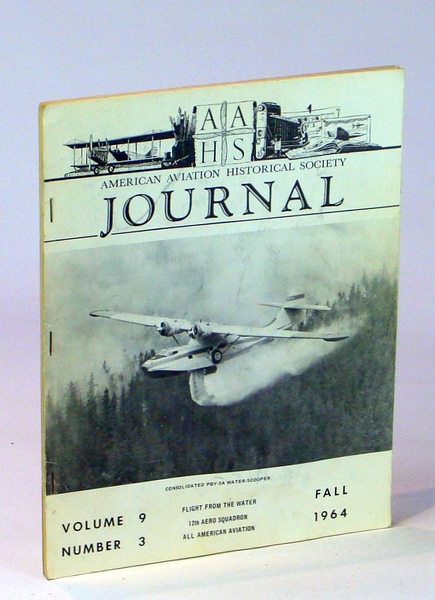 A A
H S
AMERICAN AVIATION HISTORICAL SOCIETY
JOURNAL
CONSOLIDATED PBY-5A WATER-SCOOPER
VOLUME 9
NUMBER 3
FLIGHT FROM THE WATER
12th AERO SQUADRON
ALL AMERICAN AVIATION
FALL
1964